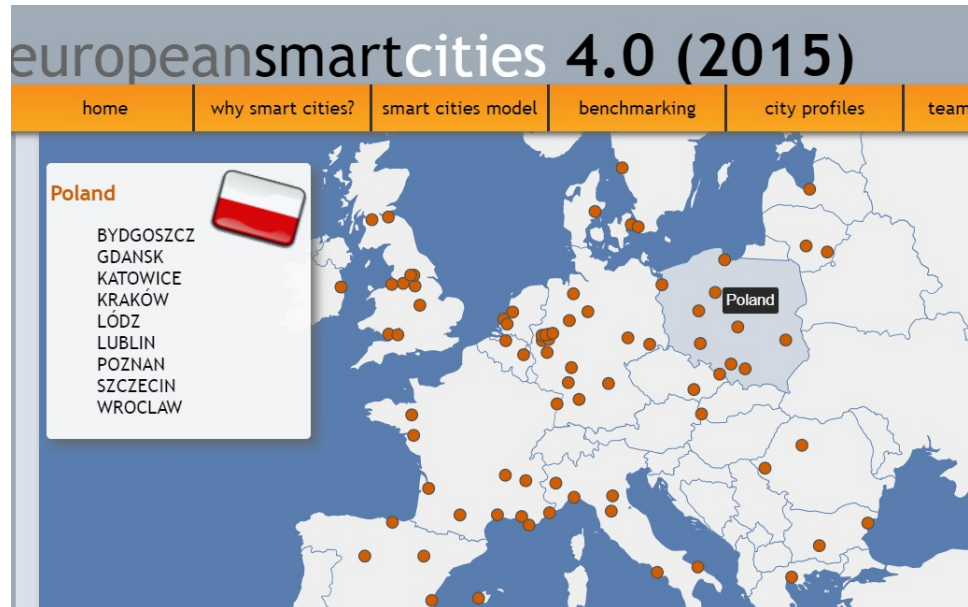 europeansmartcities 4.0 (2015)
home why smart cities? smart cities model benchmarking city profiles team
Poland
BYDGOSZCZ
GDANSK
KATOWICE
KRAKÓW
LÓDZ
LUBLIN
POZNAN
SZCZECIN
WROCLAW
Poland